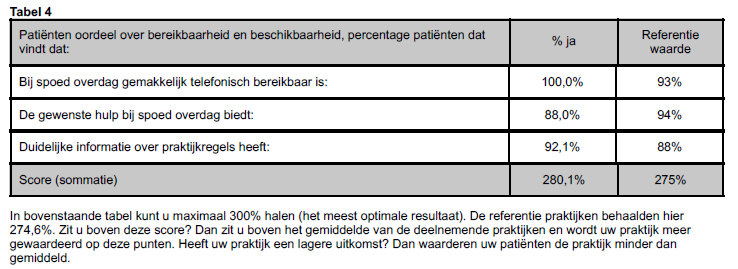 Tabel 4
Patiënten oordeel over bereikbaarheid en beschikbaarheid, percentage patiënten dat vindt dat: % ja Referentie waarde
Bij spoed overdag gemakkelijk telefonisch bereikbaar is: 100,0% 93%
De gewenste hulp bij spoed overdag biedt: 88,0% 94%
Duidelijke informatie over praktijkregels heeft: 92,1% 88%
Score (sommatie) 280,1% 275%
In bovenstaande tabel kunt u maximaal 300% halen (het meest optimale resultaat). De referentie praktijken behaalden hier
274,6%. Zit u boven deze score? Dan zit u boven het gemiddelde van de deelnemende praktijken en wordt uw praktijk meer
gewaardeerd op deze punten. Heeft uw praktijk een lagere uitkomst? Dan waarderen uw patiënten de praktijk minder dan
gemiddeld.